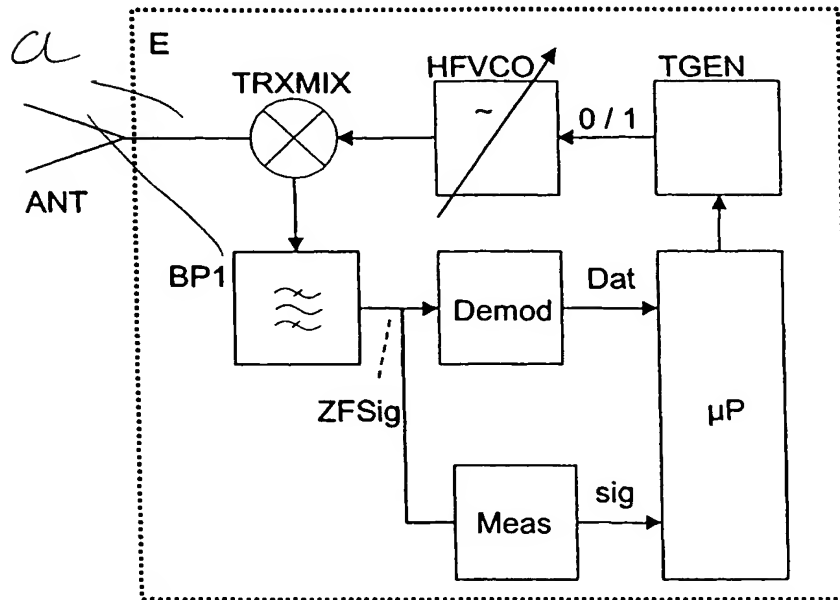 a
E
TRXMIX
HFVCO
TGEN
~
0 / 1
ANT
BP1
Demod
Dat
µP
ZFSig
Meas
sig